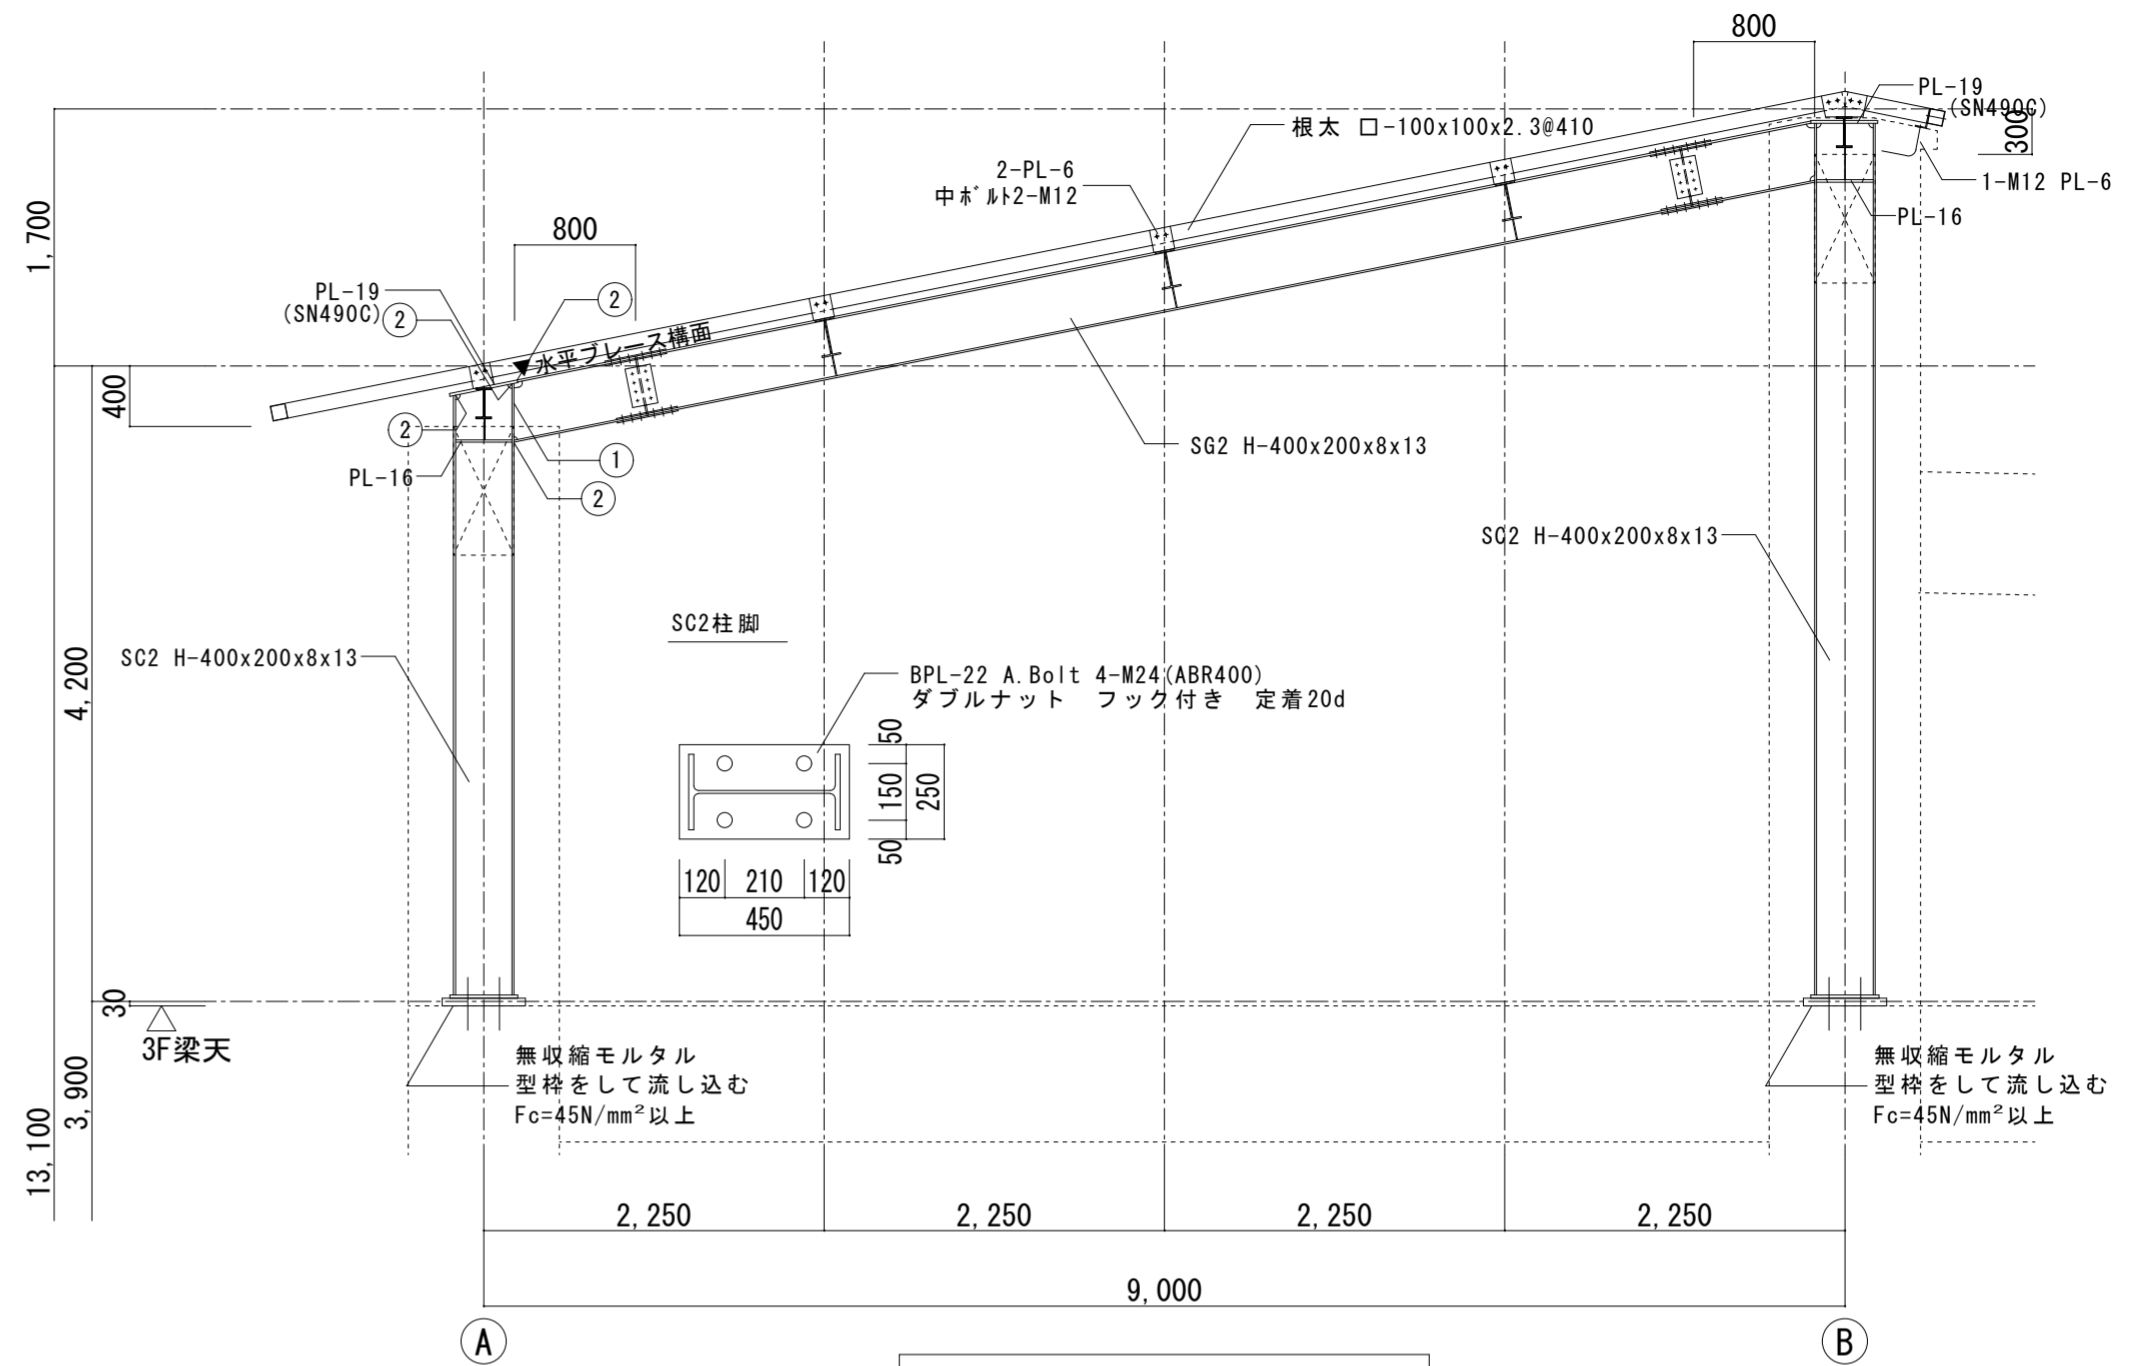 800
PL-19
(SN490C)
300
根太 ロ-100x100x2.3@410
2-PL-6
中ボルト2-M12
1-M12 PL-6
PL-16
1,700
800
PL-19
(SN490C)
②
②
▼水平ブレース構面
400
②
①
PL-16
②
SG2 H-400x200x8x13
SC2 H-400x200x8x13
SC2柱脚
SC2 H-400x200x8x13
4,200
BPL-22 A.Bolt 4-M24(ABR400)
ダブルナット フック付き 定着20d
50
150
250
50
120 210 120
450
30
3F梁天
無収縮モルタル
型枠をして流し込む
Fc=45N/mm²以上
無収縮モルタル
型枠をして流し込む
Fc=45N/mm²以上
3,900
13,100
2,250 2,250 2,250 2,250
9,000
A B